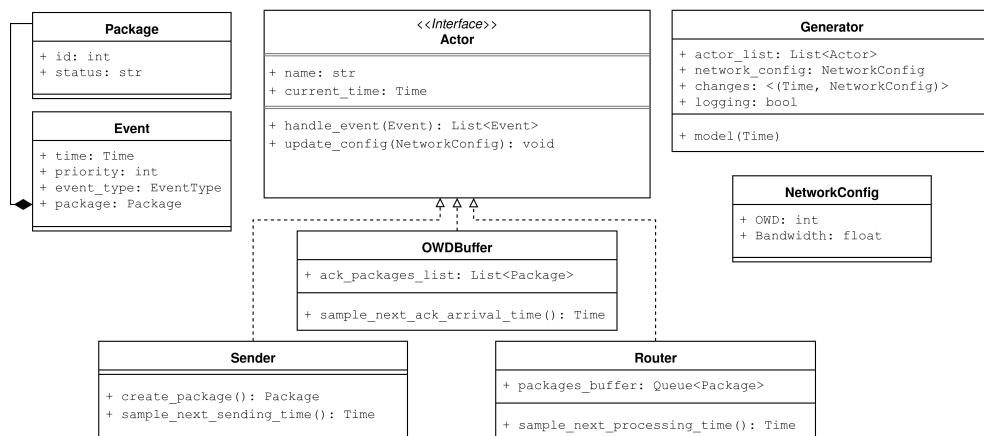 Package
+ id: int
+ status: str
Event
+ time: Time
+ priority: int
+ event_type: EventType
+ package: Package
<<Interface>>
Actor
+ name: str
+ current_time: Time
+ handle_event(Event): List<Event>
+ update_config(NetworkConfig): void
Generator
+ actor_list: List<Actor>
+ network_config: NetworkConfig
+ changes: <(Time, NetworkConfig)>
+ logging: bool
+ model(Time)
NetworkConfig
+ OWD: int
+ Bandwidth: float
OWDBuffer
+ ack_packages_list: List<Package>
+ sample_next_ack_arrival_time(): Time
Sender
+ create_package(): Package
+ sample_next_sending_time(): Time
Router
+ packages_buffer: Queue<Package>
+ sample_next_processing_time(): Time